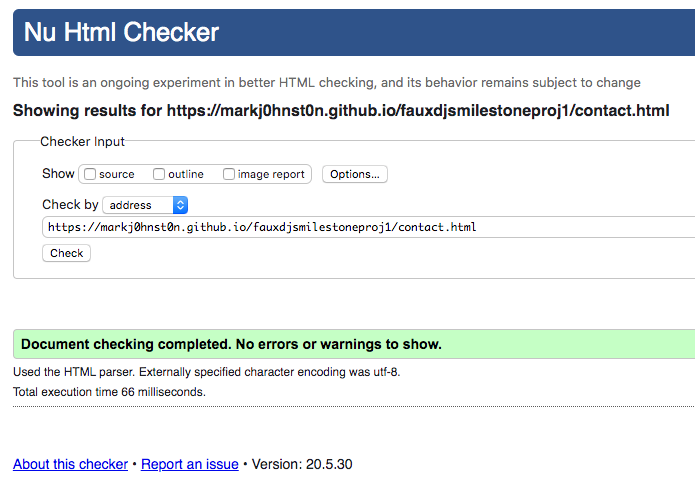 Nu Html Checker
This tool is an ongoing experiment in better HTML checking, and its behavior remains subject to change
Showing results for https://markj0hnst0n.github.io/fauxdjsmilestoneproj1/contact.html
Checker Input
Show source outline image report Options...
Check by address
https://markj0hnst0n.github.io/fauxdjsmilestoneproj1/contact.html
Check
Document checking completed. No errors or warnings to show.
Used the HTML parser. Externally specified character encoding was utf-8.
Total execution time 66 milliseconds.
About this checker • Report an issue • Version: 20.5.30